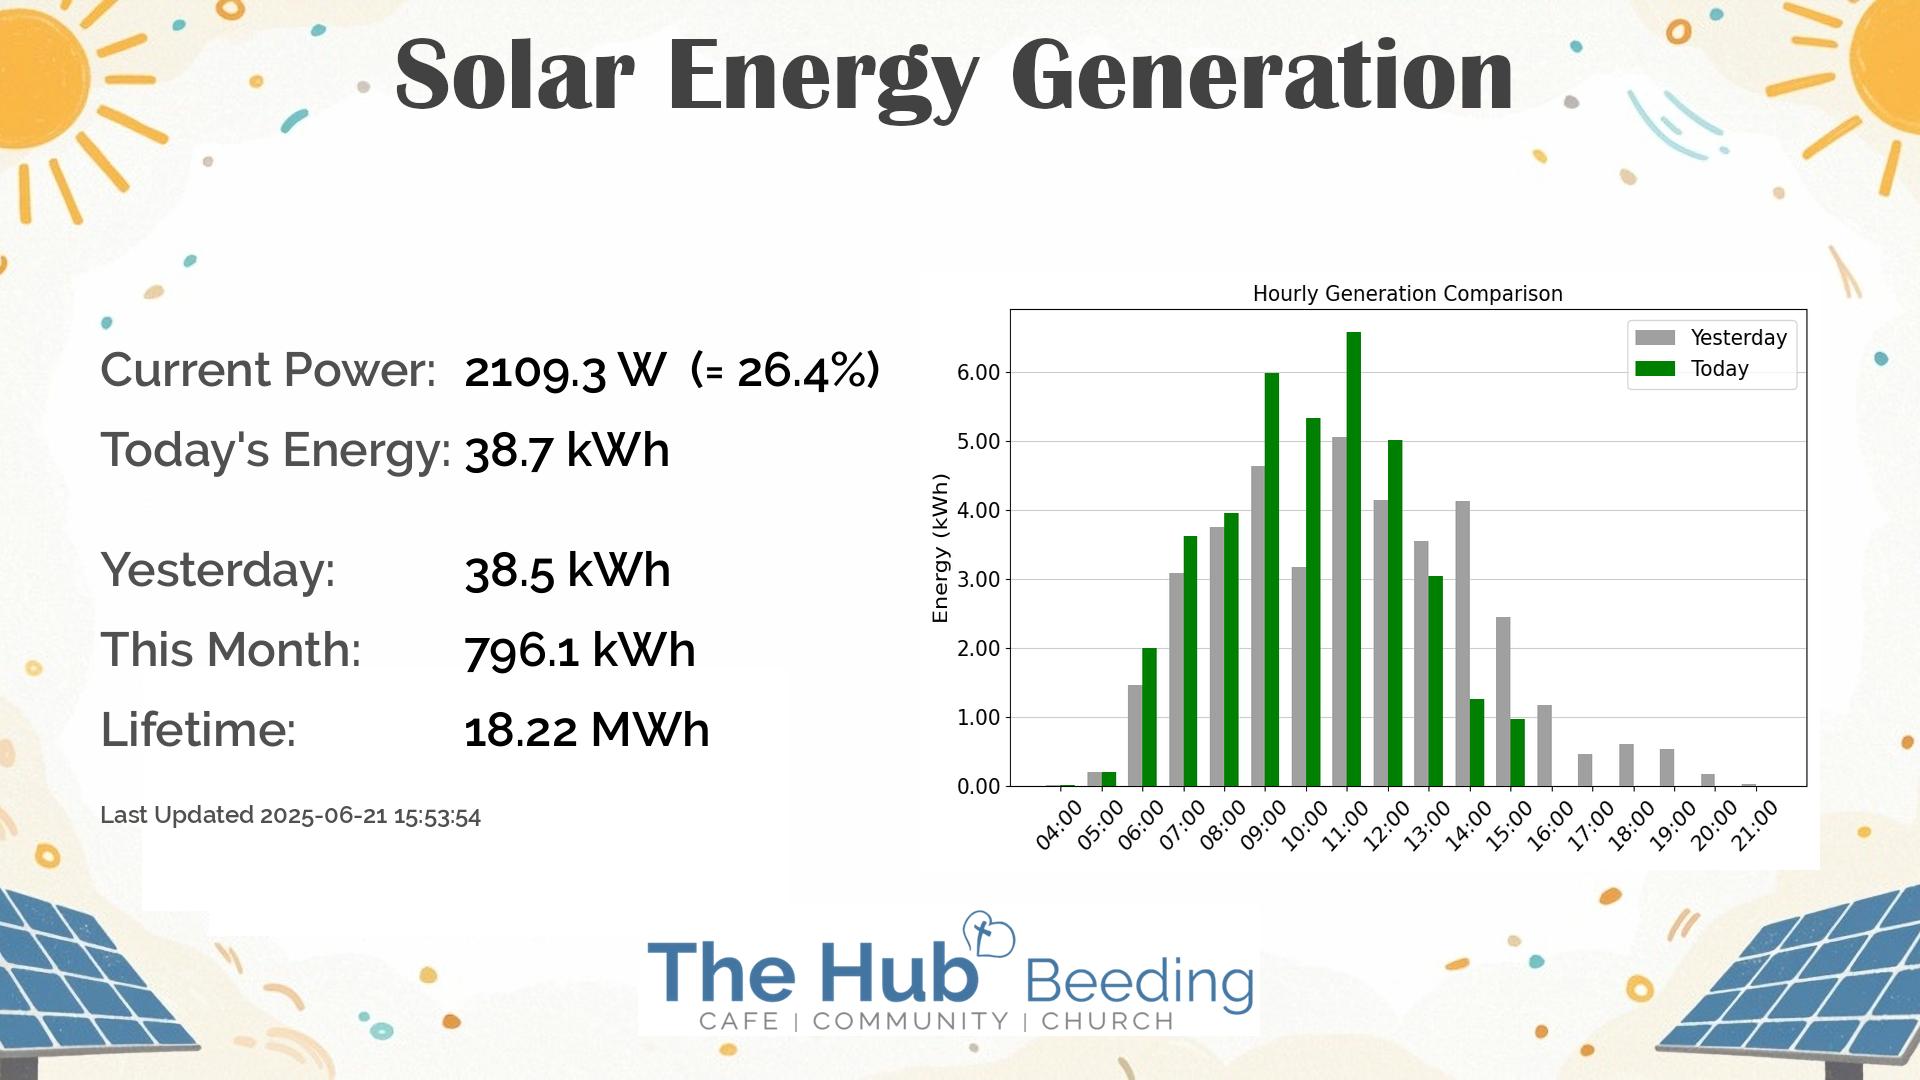 Solar Energy Generation
Current Power: 2109.3 W (= 26.4%)
Today's Energy: 38.7 kWh
Yesterday: 38.5 kWh
This Month: 796.1 kWh
Lifetime: 18.22 MWh
Last Updated 2025-06-21 15:53:54
Hourly Generation Comparison
Yesterday
Today
Energy (kWh)
6.00
5.00
4.00
3.00
2.00
1.00
0.00
04:00 05:00 06:00 07:00 08:00 09:00 10:00 11:00 12:00 13:00 14:00 15:00 16:00 17:00 18:00 19:00 20:00 21:00
The Hub Beeding
CAFE | COMMUNITY | CHURCH